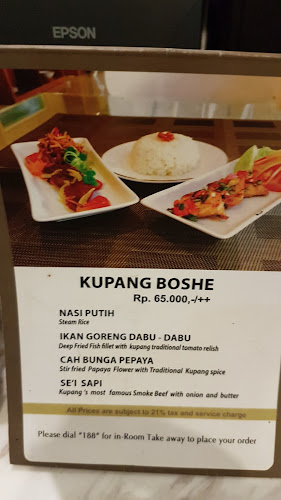 EPSON
KUPANG BOSHE
Rp. 65.000,-/++
NASI PUTIH
Steam Rice
IKAN GORENG DABU - DABU
Deep Fried Fish fillet with kupang traditional tomato relish
CAH BUNGA PEPAYA
Stir fried Papaya Flower with Traditional Kupang spice
SE'I SAPI
Kupang 's most famous Smoke Beef with onion and butter
All Prices are subject to 21% tax and service charge
Please dial "188" for in-Room Take away to place your order